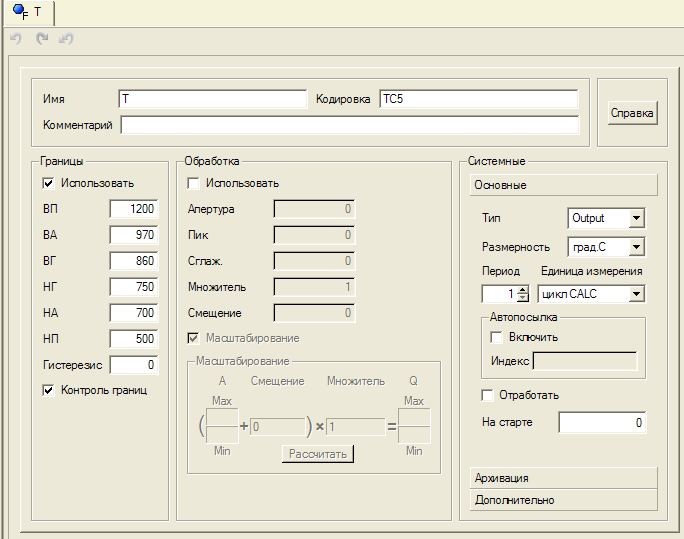 F T
Имя T Кодировка TC5
Комментарий
Справка
Границы
Использовать
ВП 1200
ВА 970
ВГ 860
НГ 750
НА 700
НП 500
Гистерезис 0
Контроль границ
Обработка
Использовать
Апертура 0
Пик 0
Сглаж. 0
Множитель 1
Смещение 0
Масштабирование
Масштабирование
A Смещение Множитель Q
Max Max
( + 0 ) × 1 =
Min Min
Рассчитать
Системные
Основные
Тип Output
Размерность град.С
Период Единица измерения
1 цикл CALC
Автопосылка
Включить
Индекс
Отработать
На старте 0
Архивация
Дополнительно